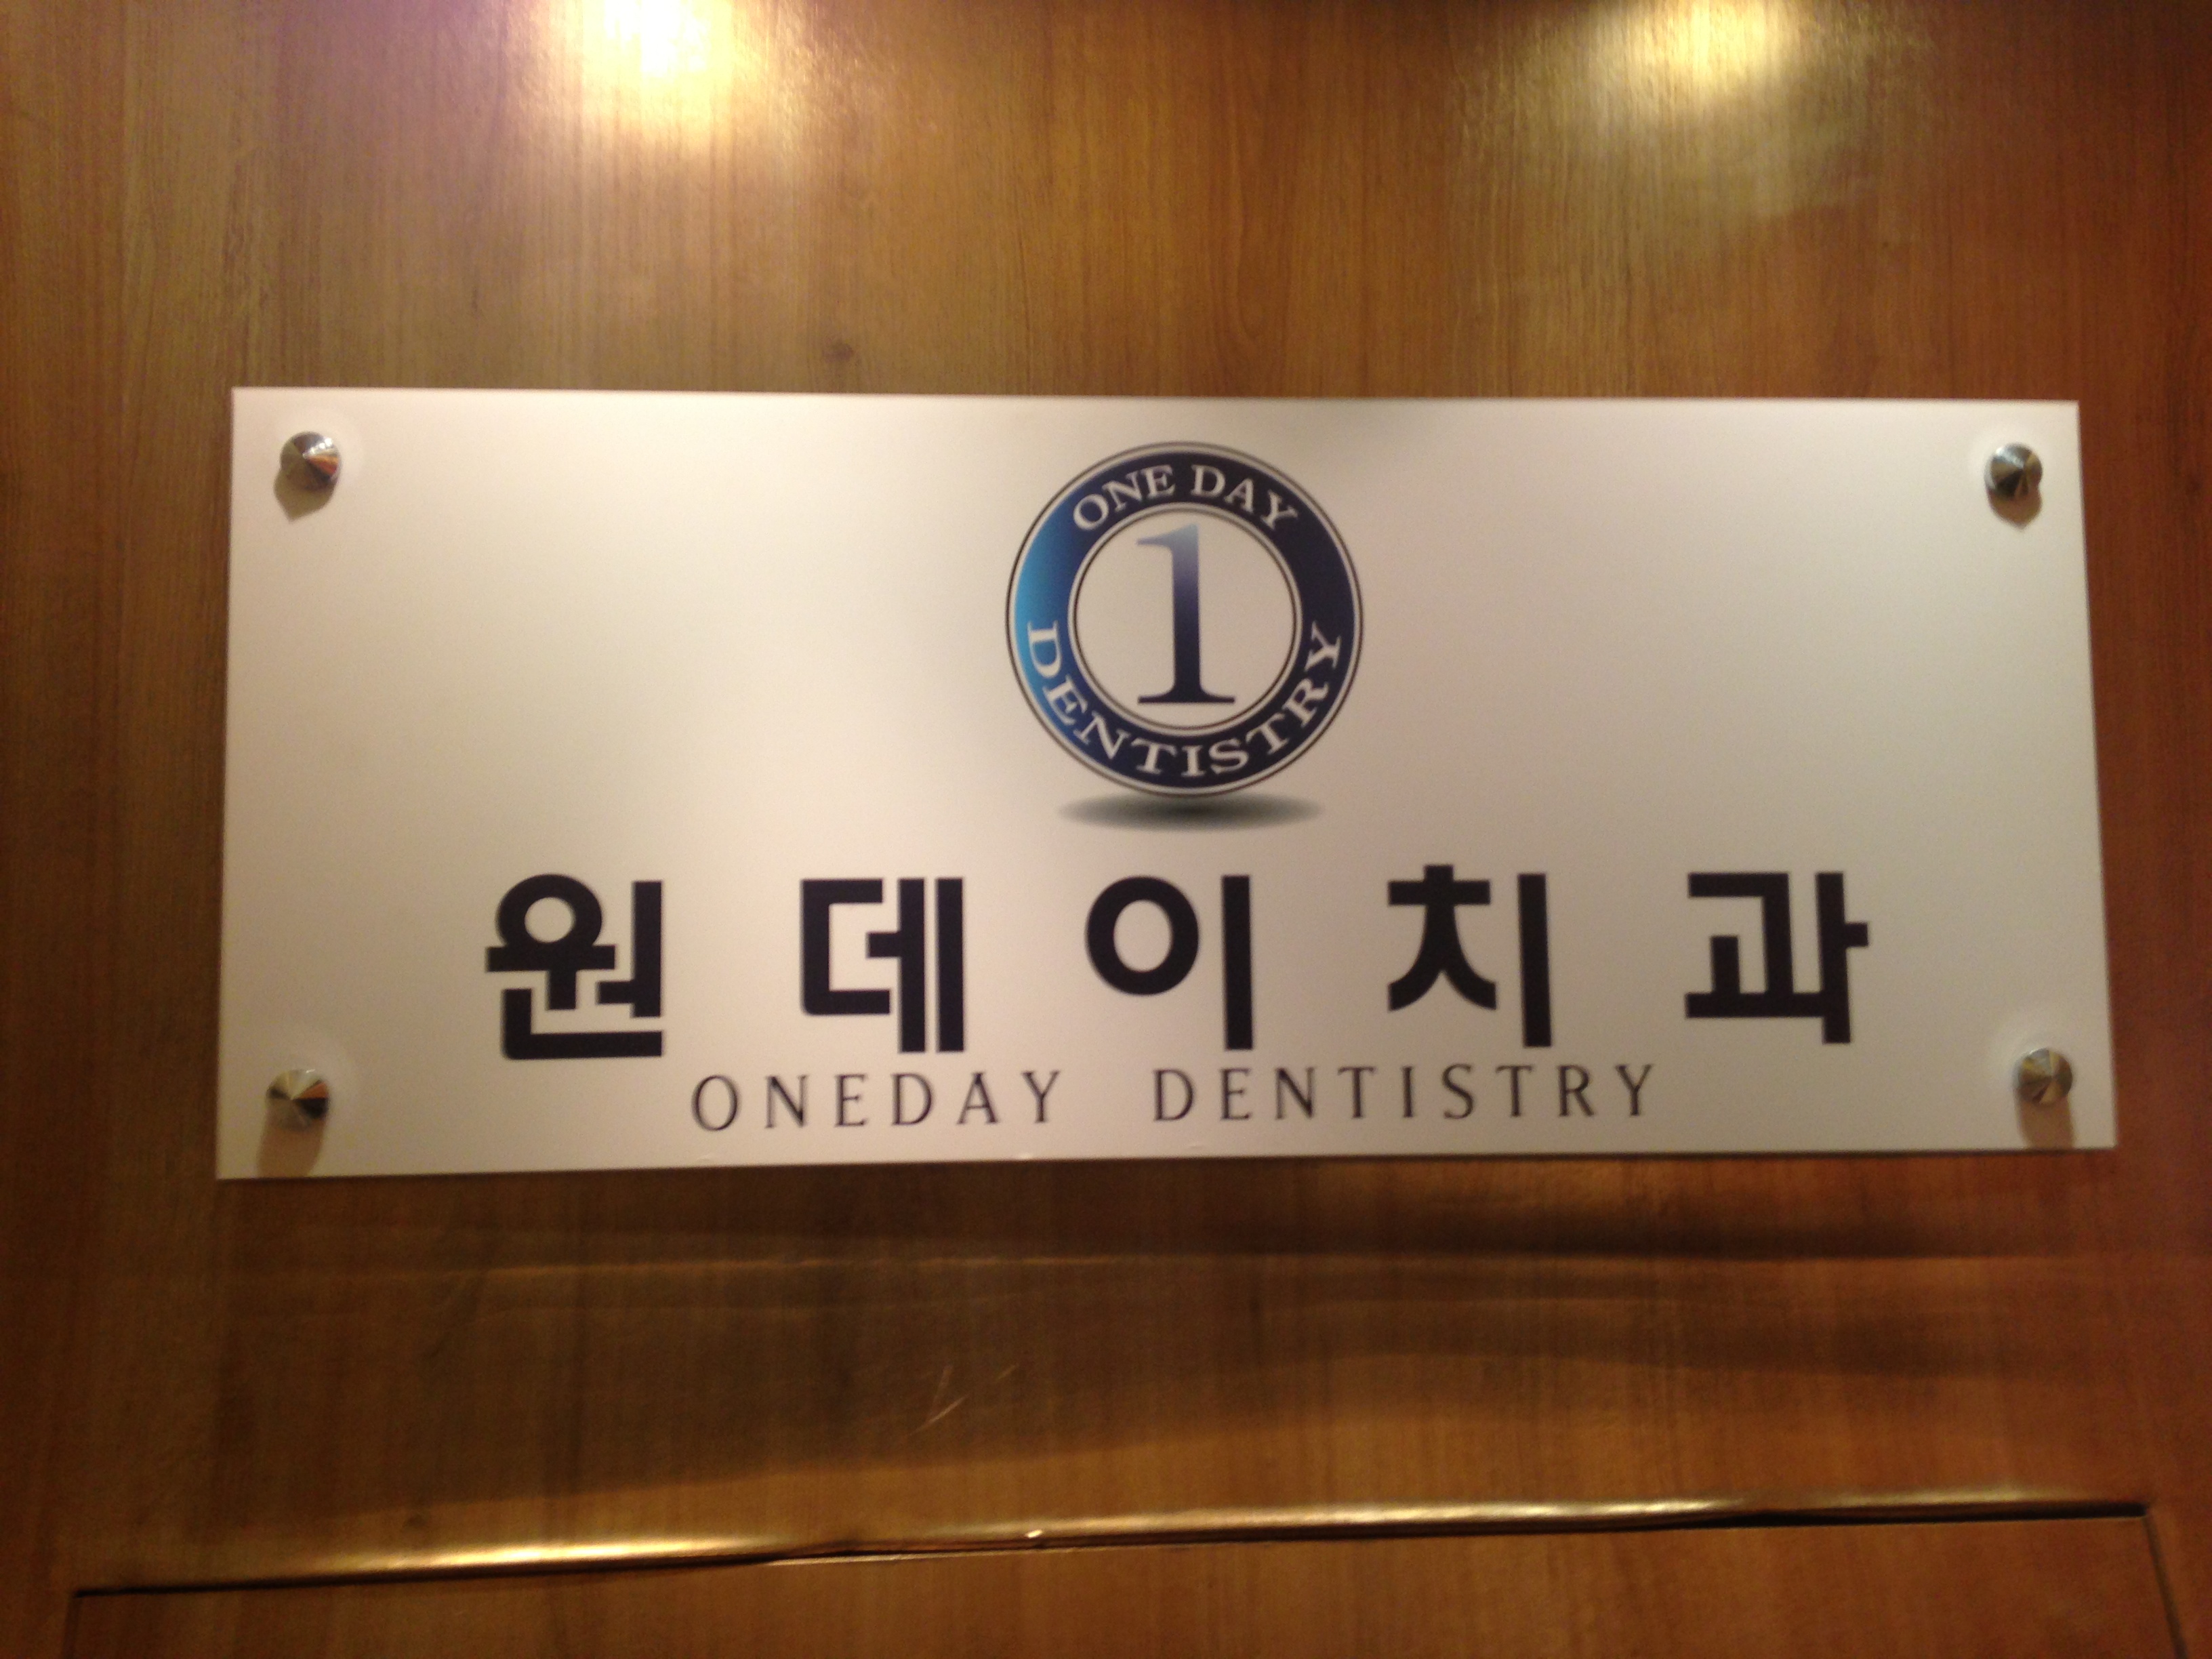 ONE DAY
1
DENTISTRY
원데이치과
ONEDAY DENTISTRY